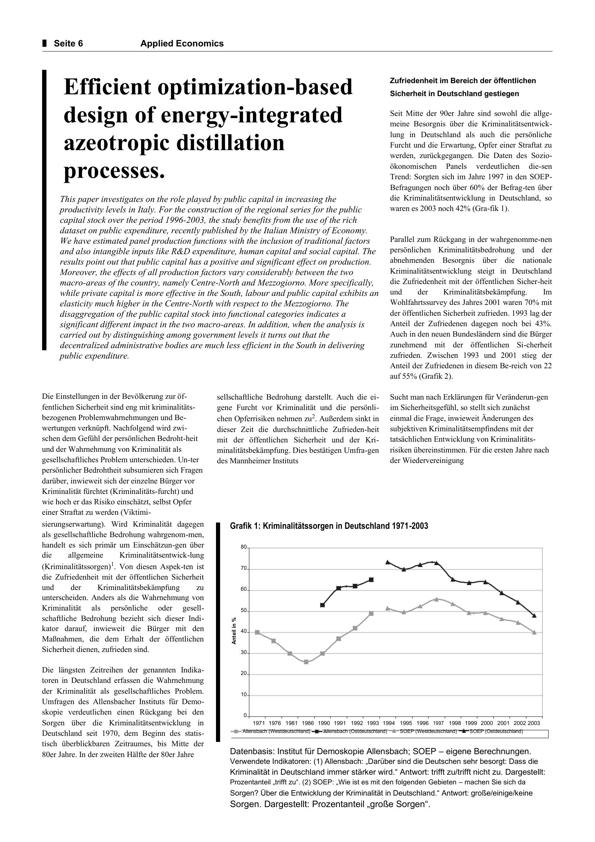 Seite 6 Applied Economics
Efficient optimization-based
design of energy-integrated
azeotropic distillation
processes.
This paper investigates on the role played by public capital in increasing the
productivity levels in Italy. For the construction of the regional series for the public
capital stock over the period 1996-2003, the study benefits from the use of the rich
dataset on public expenditure, recently published by the Italian Ministry of Economy.
We have estimated panel production functions with the inclusion of traditional factors
and also intangible inputs like R&D expenditure, human capital and social capital. The
results point out that public capital has a positive and significant effect on production.
Moreover, the effects of all production factors vary considerably between the two
macro-areas of the country, namely Centre-North and Mezzogiorno. More specifically,
while private capital is more effective in the South, labour and public capital exhibits an
elasticity much higher in the Centre-North with respect to the Mezzogiorno. The
disaggregation of the public capital stock into functional categories indicates a
significant different impact in the two macro-areas. In addition, when the analysis is
carried out by distinguishing among government levels it turns out that the
decentralized administrative bodies are much less efficient in the South in delivering
public expenditure.
Die Einstellungen in der Bevölkerung zur öf-
fentlichen Sicherheit sind eng mit kriminalitäts-
bezogenen Problemwahrnehmungen und Be-
wertungen verknüpft. Nachfolgend wird zwi-
schen dem Gefühl der persönlichen Bedroht-heit
und der Wahrnehmung von Kriminalität als
gesellschaftliches Problem unterschieden. Un-ter
persönlicher Bedrohtheit subsumieren sich Fragen
darüber, inwieweit sich der einzelne Bürger vor
Kriminalität fürchtet (Kriminalitäts-furcht) und
wie hoch er das Risiko einschätzt, selbst Opfer
einer Straftat zu werden (Viktimi-
sierungserwartung). Wird Kriminalität dagegen
als gesellschaftliche Bedrohung wahrgenom-men,
handelt es sich primär um Einschätzun-gen über
die allgemeine Kriminalitätsentwick-lung
(Kriminalitätssorgen)1. Von diesen Aspek-ten ist
die Zufriedenheit mit der öffentlichen Sicherheit
und der Kriminalitätsbekämpfung zu
unterscheiden. Anders als die Wahrnehmung von
Kriminalität als persönliche oder gesell-
schaftliche Bedrohung bezieht sich dieser Indi-
kator darauf, inwieweit die Bürger mit den
Maßnahmen, die dem Erhalt der öffentlichen
Sicherheit dienen, zufrieden sind.
Die längsten Zeitreihen der genannten Indika-
toren in Deutschland erfassen die Wahrnehmung
der Kriminalität als gesellschaftliches Problem.
Umfragen des Allensbacher Instituts für Demo-
skopie verdeutlichen einen Rückgang bei den
Sorgen über die Kriminalitätsentwicklung in
Deutschland seit 1970, dem Beginn des statis-
tisch überblickbaren Zeitraumes, bis Mitte der
80er Jahre. In der zweiten Hälfte der 80er Jahre
sellschaftliche Bedrohung darstellt. Auch die ei-
gene Furcht vor Kriminalität und die persönli-
chen Opferrisiken nehmen zu2. Außerdem sinkt in
dieser Zeit die durchschnittliche Zufrieden-heit
mit der öffentlichen Sicherheit und der Kri-
minalitätsbekämpfung. Dies bestätigen Umfra-gen
des Mannheimer Instituts
Zufriedenheit im Bereich der öffentlichen
Sicherheit in Deutschland gestiegen
Seit Mitte der 90er Jahre sind sowohl die allge-
meine Besorgnis über die Kriminalitätsentwick-
lung in Deutschland als auch die persönliche
Furcht und die Erwartung, Opfer einer Straftat zu
werden, zurückgegangen. Die Daten des Sozio-
ökonomischen Panels verdeutlichen die-sen
Trend: Sorgten sich im Jahre 1997 in den SOEP-
Befragungen noch über 60% der Befrag-ten über
die Kriminalitätsentwicklung in Deutschland, so
waren es 2003 noch 42% (Gra-fik 1).
Parallel zum Rückgang in der wahrgenomme-nen
persönlichen Kriminalitätsbedrohung und der
abnehmenden Besorgnis über die nationale
Kriminalitätsentwicklung steigt in Deutschland
die Zufriedenheit mit der öffentlichen Sicher-heit
und der Kriminalitätsbekämpfung. Im
Wohlfahrtssurvey des Jahres 2001 waren 70% mit
der öffentlichen Sicherheit zufrieden. 1993 lag der
Anteil der Zufriedenen dagegen noch bei 43%.
Auch in den neuen Bundesländern sind die Bürger
zunehmend mit der öffentlichen Si-cherheit
zufrieden. Zwischen 1993 und 2001 stieg der
Anteil der Zufriedenen in diesem Be-reich von 22
auf 55% (Grafik 2).
Sucht man nach Erklärungen für Veränderun-gen
im Sicherheitsgefühl, so stellt sich zunächst
einmal die Frage, inwieweit Änderungen des
subjektiven Kriminalitätsempfindens mit der
tatsächlichen Entwicklung von Kriminalitäts-
risiken übereinstimmen. Für die ersten Jahre nach
der Wiedervereinigung
Grafik 1: Kriminalitätssorgen in Deutschland 1971-2003
Anteil in %
80
70
60
50
40
30
20
10
0
1971 1976 1981 1986 1990 1991 1992 1993 1994 1995 1996 1997 1998 1999 2000 2001 2002 2003
Allensbach (Westdeutschland) Allensbach (Ostdeutschland) SOEP (Westdeutschland) SOEP (Ostdeutschland)
Datenbasis: Institut für Demoskopie Allensbach; SOEP – eigene Berechnungen.
Verwendete Indikatoren: (1) Allensbach: „Darüber sind die Deutschen sehr besorgt: Dass die
Kriminalität in Deutschland immer stärker wird.“ Antwort: trifft zu/trifft nicht zu. Dargestellt:
Prozentanteil „trifft zu“. (2) SOEP: „Wie ist es mit den folgenden Gebieten – machen Sie sich da
Sorgen? Über die Entwicklung der Kriminalität in Deutschland.“ Antwort: große/einige/keine
Sorgen. Dargestellt: Prozentanteil „große Sorgen“.